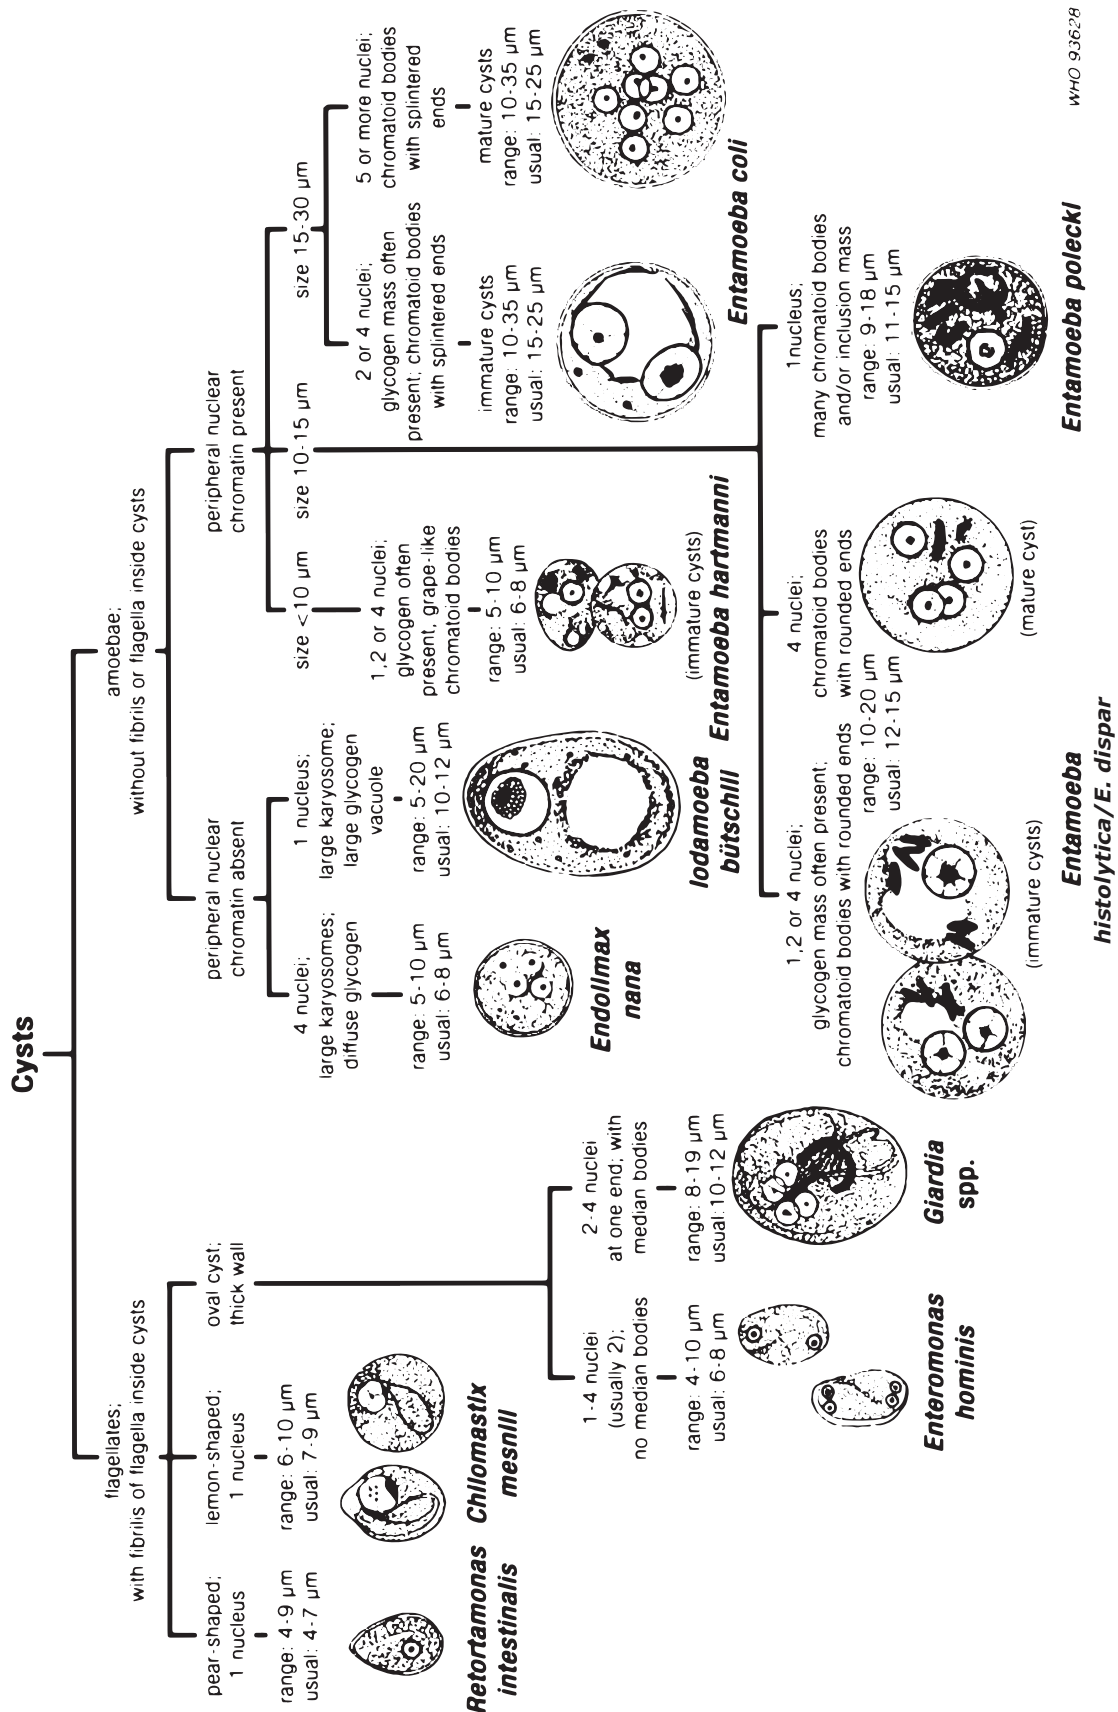 Cysts
flagellates;
with fibrils of flagella inside cysts
amoebae;
without fibrils or flagella inside cysts
pear-shaped;
1 nucleus
range: 4-9 µm
usual: 4-7 µm
Retortamonas
intestinalis
lemon-shaped;
1 nucleus
range: 6-10 µm
usual: 7-9 µm
Chilomastix
mesnili
oval cyst;
thick wall
1-4 nuclei
(usually 2);
no median bodies
range: 4-10 µm
usual: 6-8 µm
Enteromonas
hominis
2-4 nuclei
at one end; with
median bodies
range: 8-19 µm
usual: 10-12 µm
Giardia
spp.
peripheral nuclear
chromatin absent
4 nuclei;
large karyosomes;
diffuse glycogen
range: 5-10 µm
usual: 6-8 µm
Endolimax
nana
1 nucleus;
large karyosome;
large glycogen
vacuole
range: 5-20 µm
usual: 10-12 µm
Iodamoeba
bütschlii
peripheral nuclear
chromatin present
size <10 µm
1,2 or 4 nuclei;
glycogen often
present, grape-like
chromatoid bodies
range: 5-10 µm
usual: 6-8 µm
(immature cysts)
Entamoeba hartmanni
size 10-15 µm
1,2 or 4 nuclei;
glycogen mass often present;
chromatoid bodies with rounded ends
(immature cysts)
range: 10-20 µm
usual: 12-15 µm
4 nuclei;
chromatoid bodies
with rounded ends
(mature cyst)
Entamoeba
histolytica/E. dispar
1 nucleus;
many chromatoid bodies
and/or inclusion mass
range: 9-18 µm
usual: 11-15 µm
Entamoeba polecki
size 15-30 µm
2 or 4 nuclei;
glycogen mass often
present; chromatoid bodies
with splintered ends
immature cysts
range: 10-35 µm
usual: 15-25 µm
5 or more nuclei;
chromatoid bodies
with splintered
ends
mature cysts
range: 10-35 µm
usual: 15-25 µm
Entamoeba coli
WHO 93628